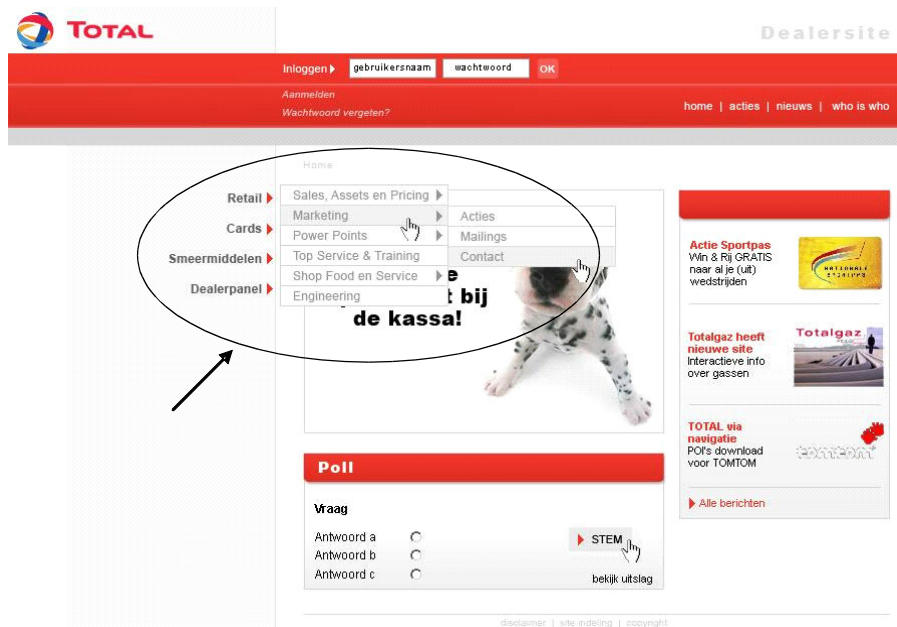 TOTAL
Dealersite
Inloggen
gebruikersnaam
wachtwoord
OK
Aanmelden
Wachtwoord vergeten?
home | acties | nieuws | who is who
Home
Retail
Cards
Smeermiddelen
Dealerpanel
Sales, Assets en Pricing
Marketing
Power Points
Top Service & Training
Shop Food en Service
Engineering
Acties
Mailings
Contact
e
t bij
de kassa!
Actie Sportpas
Win & Rij GRATIS
naar al je (uit)
wedstrijden
NATIONALE
Totalgaz heeft
nieuwe site
Interactieve info
over gassen
Totalgaz
TOTAL via
navigatie
POI's download
voor TOMTOM
tomtom
Alle berichten
Poll
Vraag
Antwoord a
Antwoord b
Antwoord c
STEM
bekijk uitslag
disclaimer | site indeling | copyright